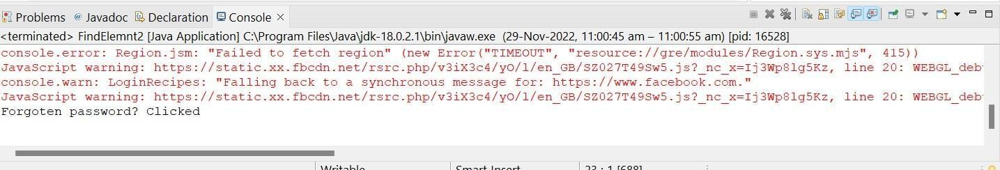 Problems @ Javadoc Declaration Console
<terminated> FindElemnt2 [Java Application] C:\Program Files\Java\jdk-18.0.2.1\bin\javaw.exe (29-Nov-2022, 11:00:45 am – 11:00:55 am) [pid: 16528]
console.error: Region.jsm: "Failed to fetch region" (new Error("TIMEOUT", "resource://gre/modules/Region.sys.mjs", 415))
JavaScript warning: https://static.xx.fbcdn.net/rsrc.php/v3iX3c4/yO/l/en_GB/SZ027T49Sw5.js?_nc_x=Ij3Wp8lg5Kz, line 20: WEBGL_deb
console.warn: LoginRecipes: "Falling back to a synchronous message for: https://www.facebook.com."
JavaScript warning: https://static.xx.fbcdn.net/rsrc.php/v3iX3c4/yO/l/en_GB/SZ027T49Sw5.js?_nc_x=Ij3Wp8lg5Kz, line 20: WEBGL_deb
Forgoten password? Clicked
Writable Smart Insert 23 : 1 [688]